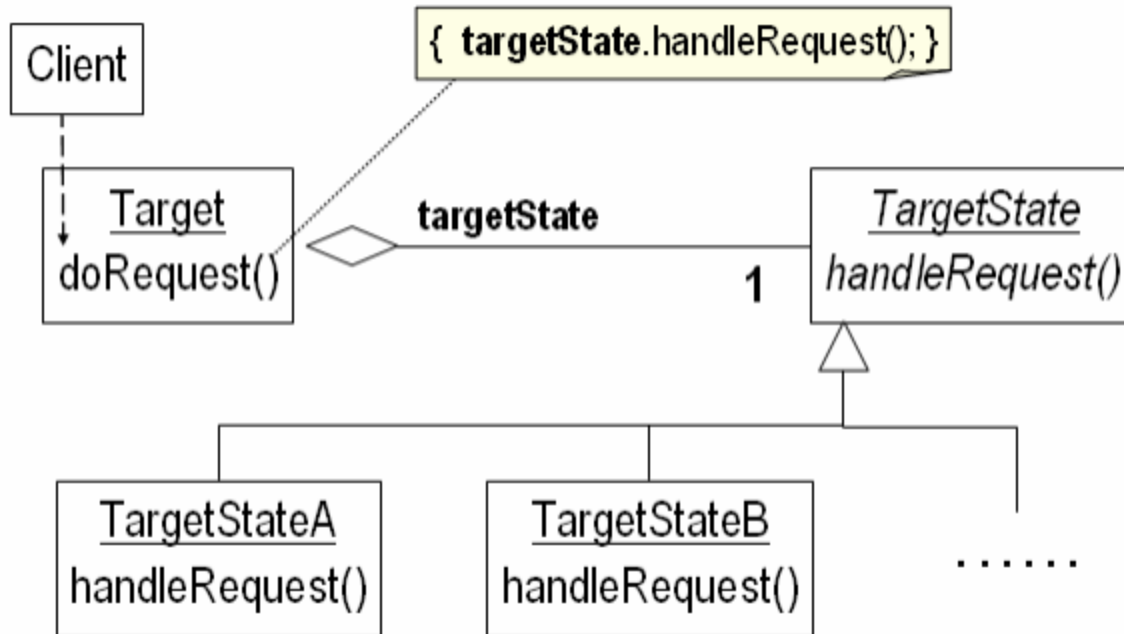 { targetState.handleRequest(); }
Client
Target
doRequest()
targetState
1
TargetState
handleRequest()
TargetStateA
handleRequest()
TargetStateB
handleRequest()
......